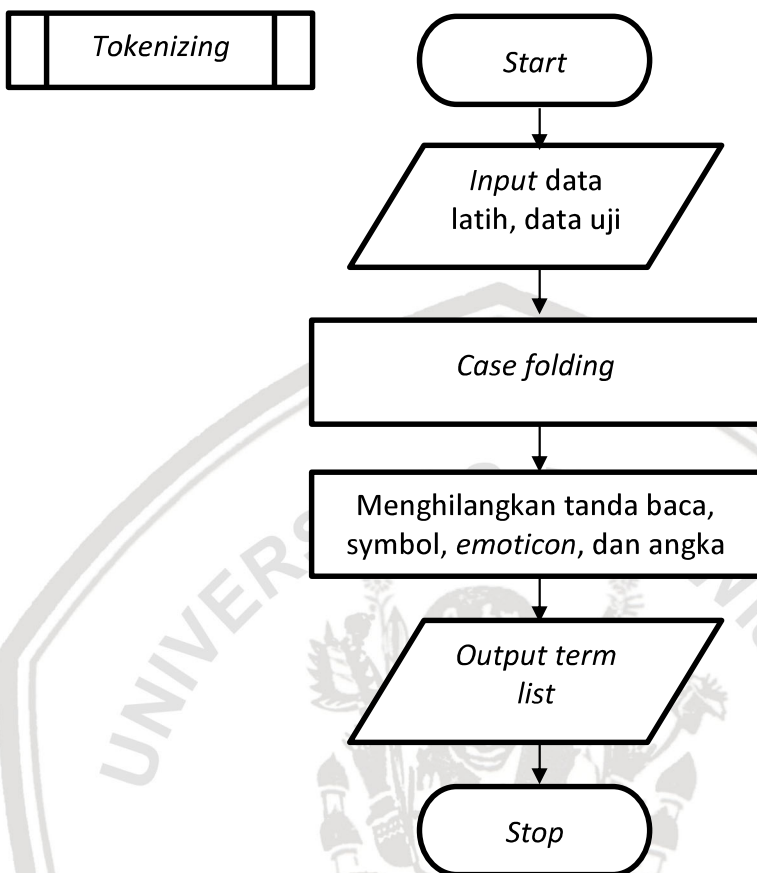 Tokenizing
Start
Input data
latih, data uji
Case folding
Menghilangkan tanda baca,
symbol, emoticon, dan angka
Output term
list
Stop